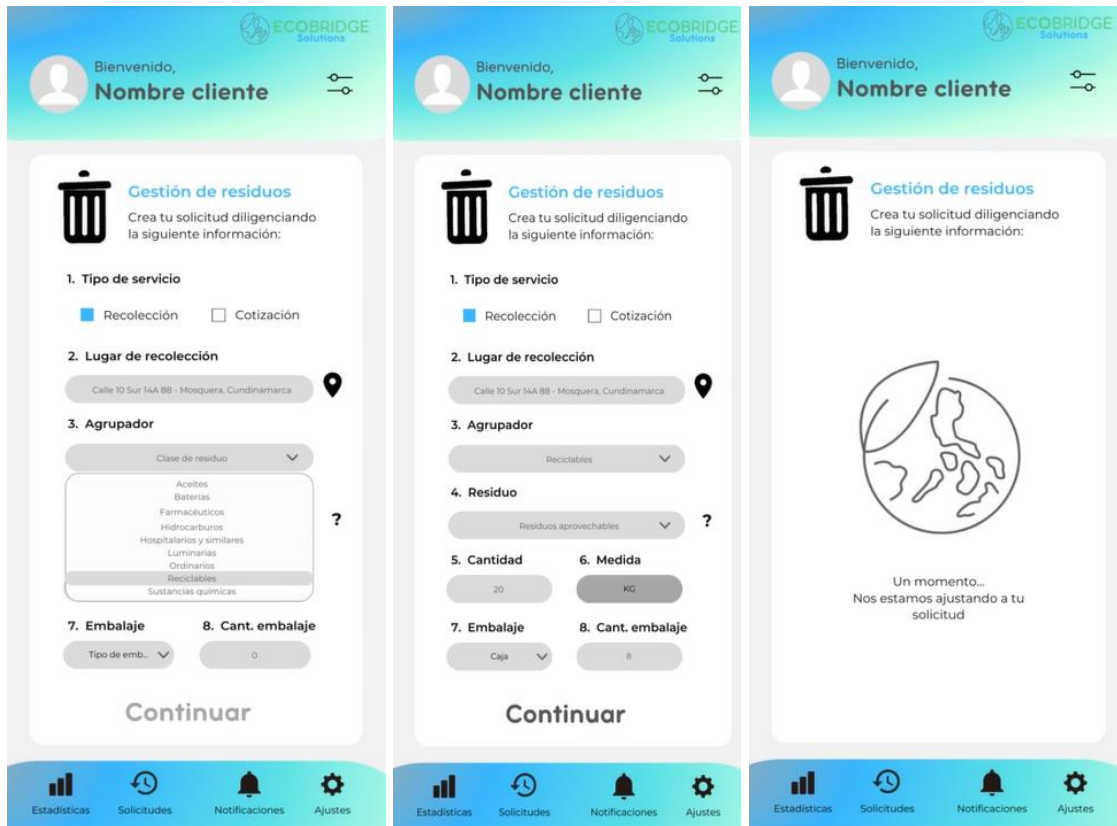 ECOBRIDGE
Solutions
Bienvenido,
Nombre cliente
Gestión de residuos
Crea tu solicitud diligenciando
la siguiente información:
1. Tipo de servicio
Recolección Cotización
2. Lugar de recolección
Calle 10 Sur 14A 88 - Mosquera, Cundinamarca
3. Agrupador
Clase de residuo
Aceites
Baterías
Farmacéuticos
Hidrocarburos
Hospitalarios y similares
Luminarias
Ordinarios
Reciclables
Sustancias químicas
?
7. Embalaje 8. Cant. embalaje
Tipo de emb... 0
Continuar
Estadísticas Solicitudes Notificaciones Ajustes
ECOBRIDGE
Solutions
Bienvenido,
Nombre cliente
Gestión de residuos
Crea tu solicitud diligenciando
la siguiente información:
1. Tipo de servicio
Recolección Cotización
2. Lugar de recolección
Calle 10 Sur 14A 88 - Mosquera, Cundinamarca
3. Agrupador
Reciclables
4. Residuo
Residuos aprovechables ?
5. Cantidad 6. Medida
20 KG
7. Embalaje 8. Cant. embalaje
Caja 8
Continuar
Estadísticas Solicitudes Notificaciones Ajustes
ECOBRIDGE
Solutions
Bienvenido,
Nombre cliente
Gestión de residuos
Crea tu solicitud diligenciando
la siguiente información:
Un momento...
Nos estamos ajustando a tu
solicitud
Estadísticas Solicitudes Notificaciones Ajustes